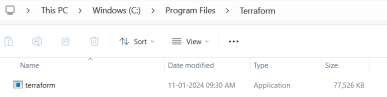 This PC > Windows (C:) > Program Files > Terraform
Sort View ...
Name Date modified Type Size
terraform 11-01-2024 09:30 AM Application 77,526 KB